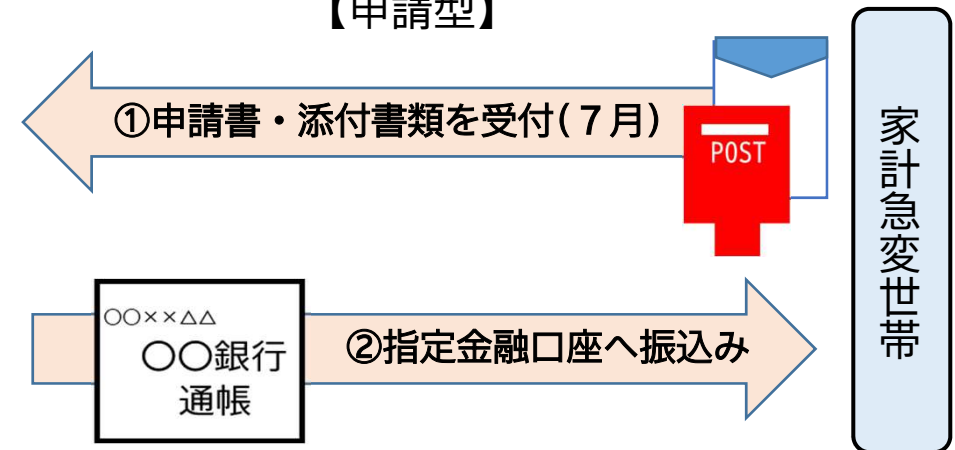 【申請型】
①申請書・添付書類を受付(７月)
POST
家計急変世帯
○○××△△
○○銀行
通帳
②指定金融口座へ振込み